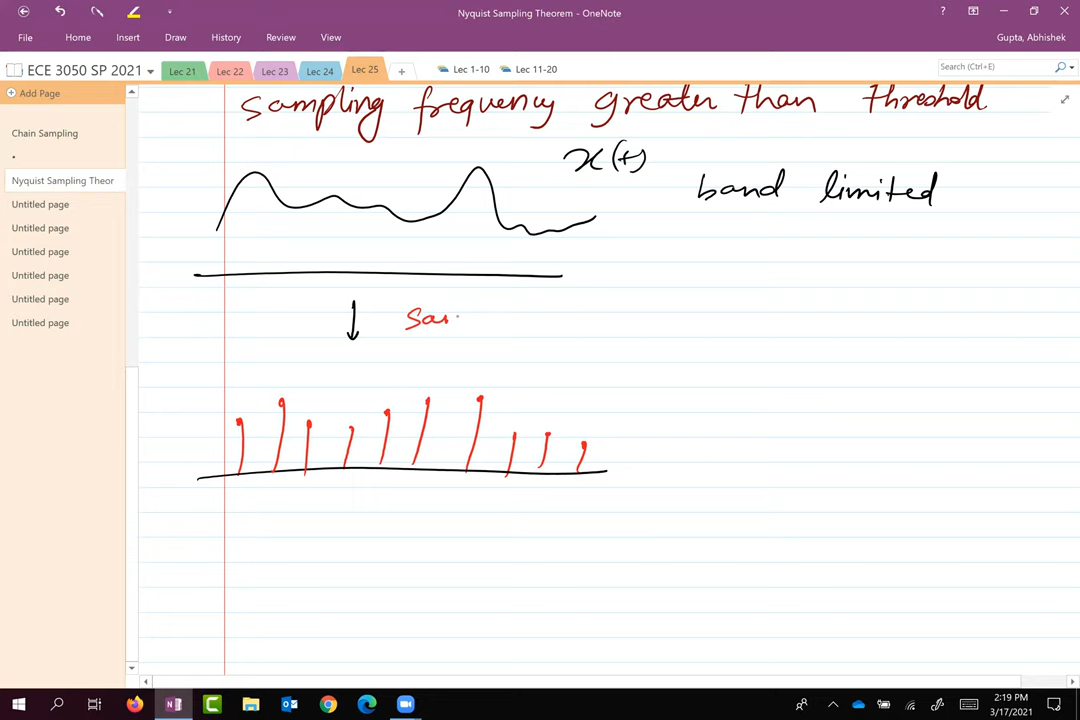 Nyquist Sampling Theorem - OneNote
Gupta, Abhishek
File Home Insert Draw History Review View
ECE 3050 SP 2021 Lec 21 Lec 22 Lec 23 Lec 24 Lec 25 + Lec 1-10 Lec 11-20 Search (Ctrl+E)
Add Page
Chain Sampling
Nyquist Sampling Theor
Untitled page
Untitled page
Untitled page
Untitled page
Untitled page
Untitled page
sampling frequency greater than threshold
x(t)
band limited
2:19 PM
3/17/2021